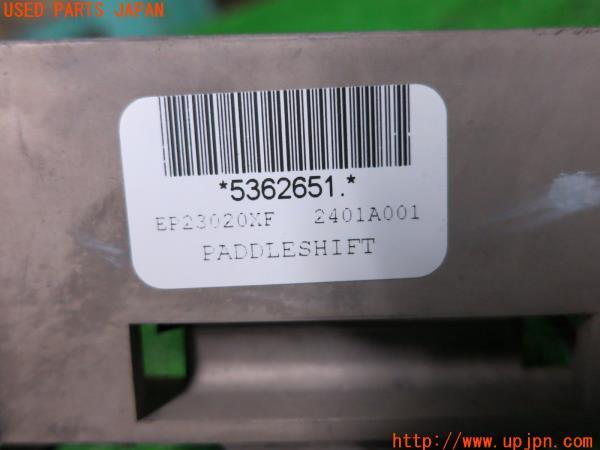 USED PARTS JAPAN
*5362651.*
EP23020XF 2401A001
PADDLESHIFT
http://www.upjpn.com